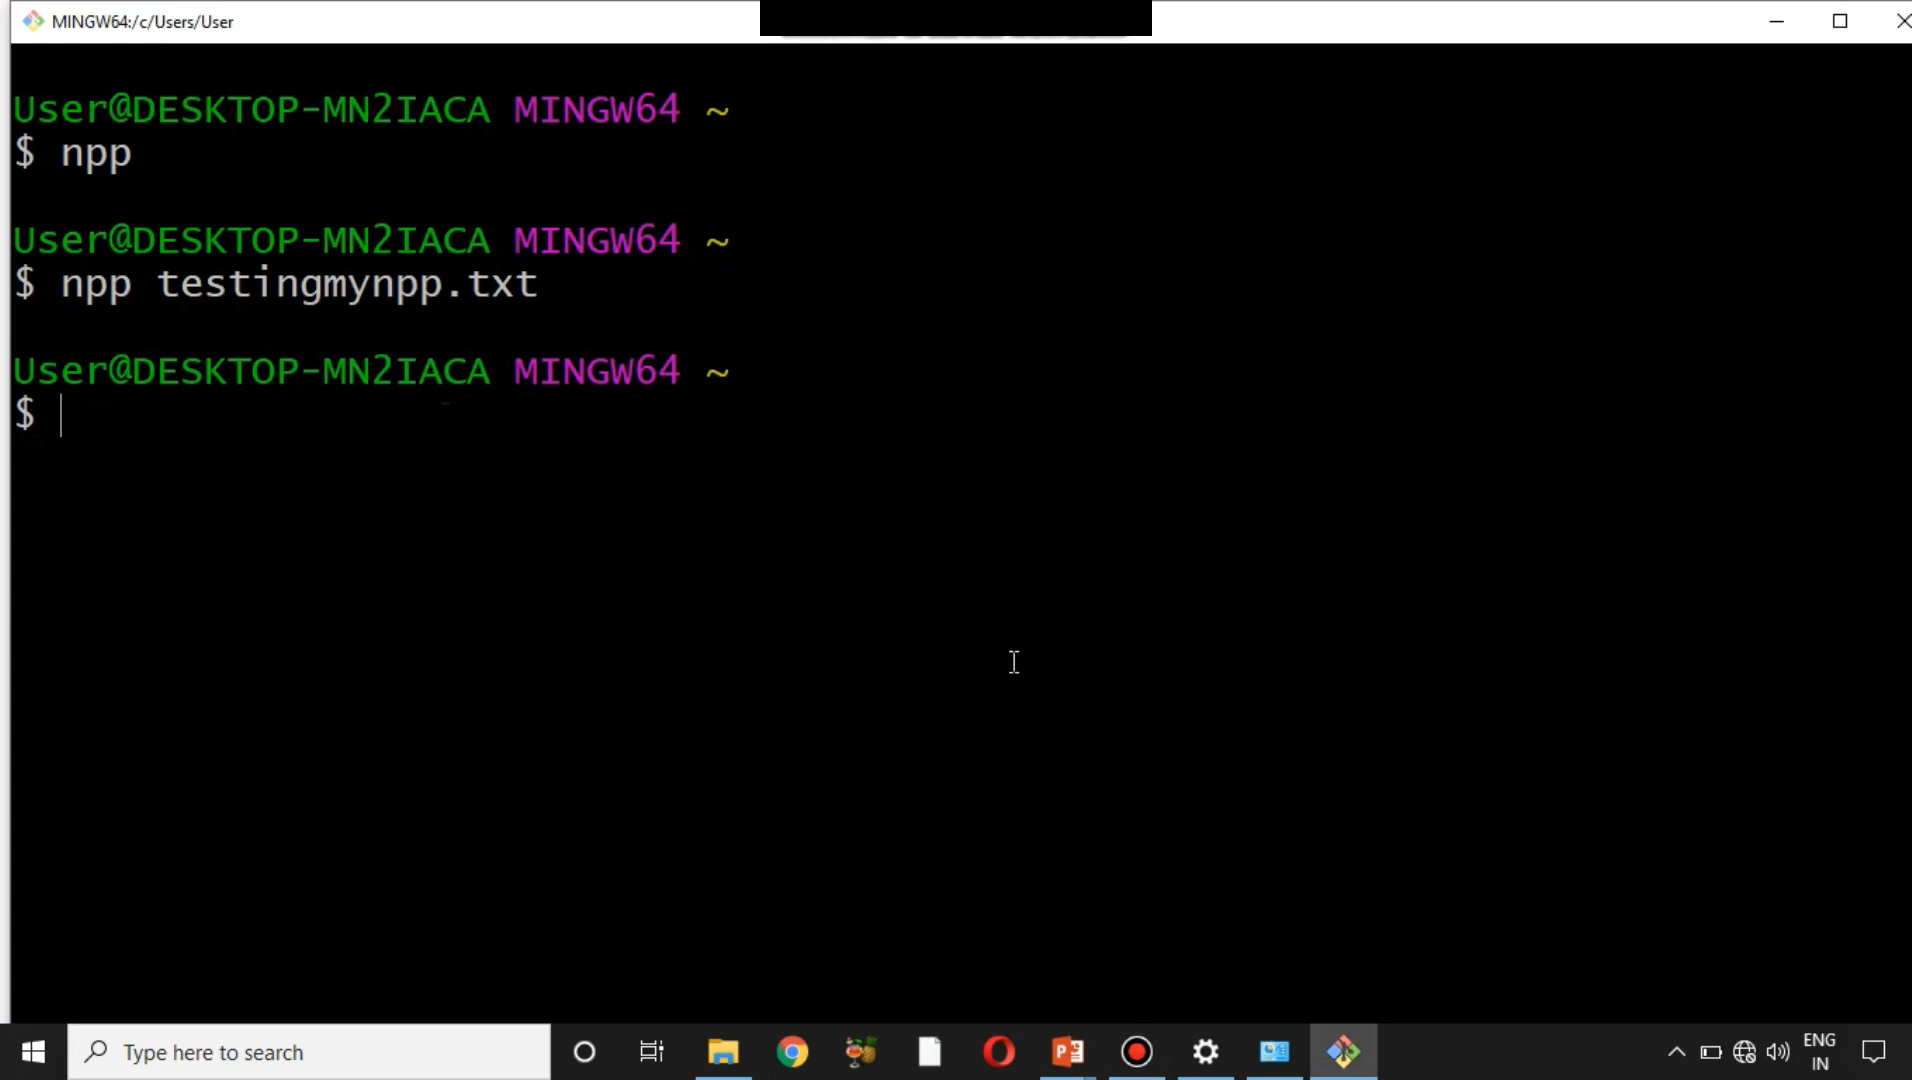 MINGW64:/c/Users/User
User@DESKTOP-MN2IACA MINGW64 ~
$ npp
User@DESKTOP-MN2IACA MINGW64 ~
$ npp testingmynpp.txt
User@DESKTOP-MN2IACA MINGW64 ~
$
Type here to search
ENG
IN